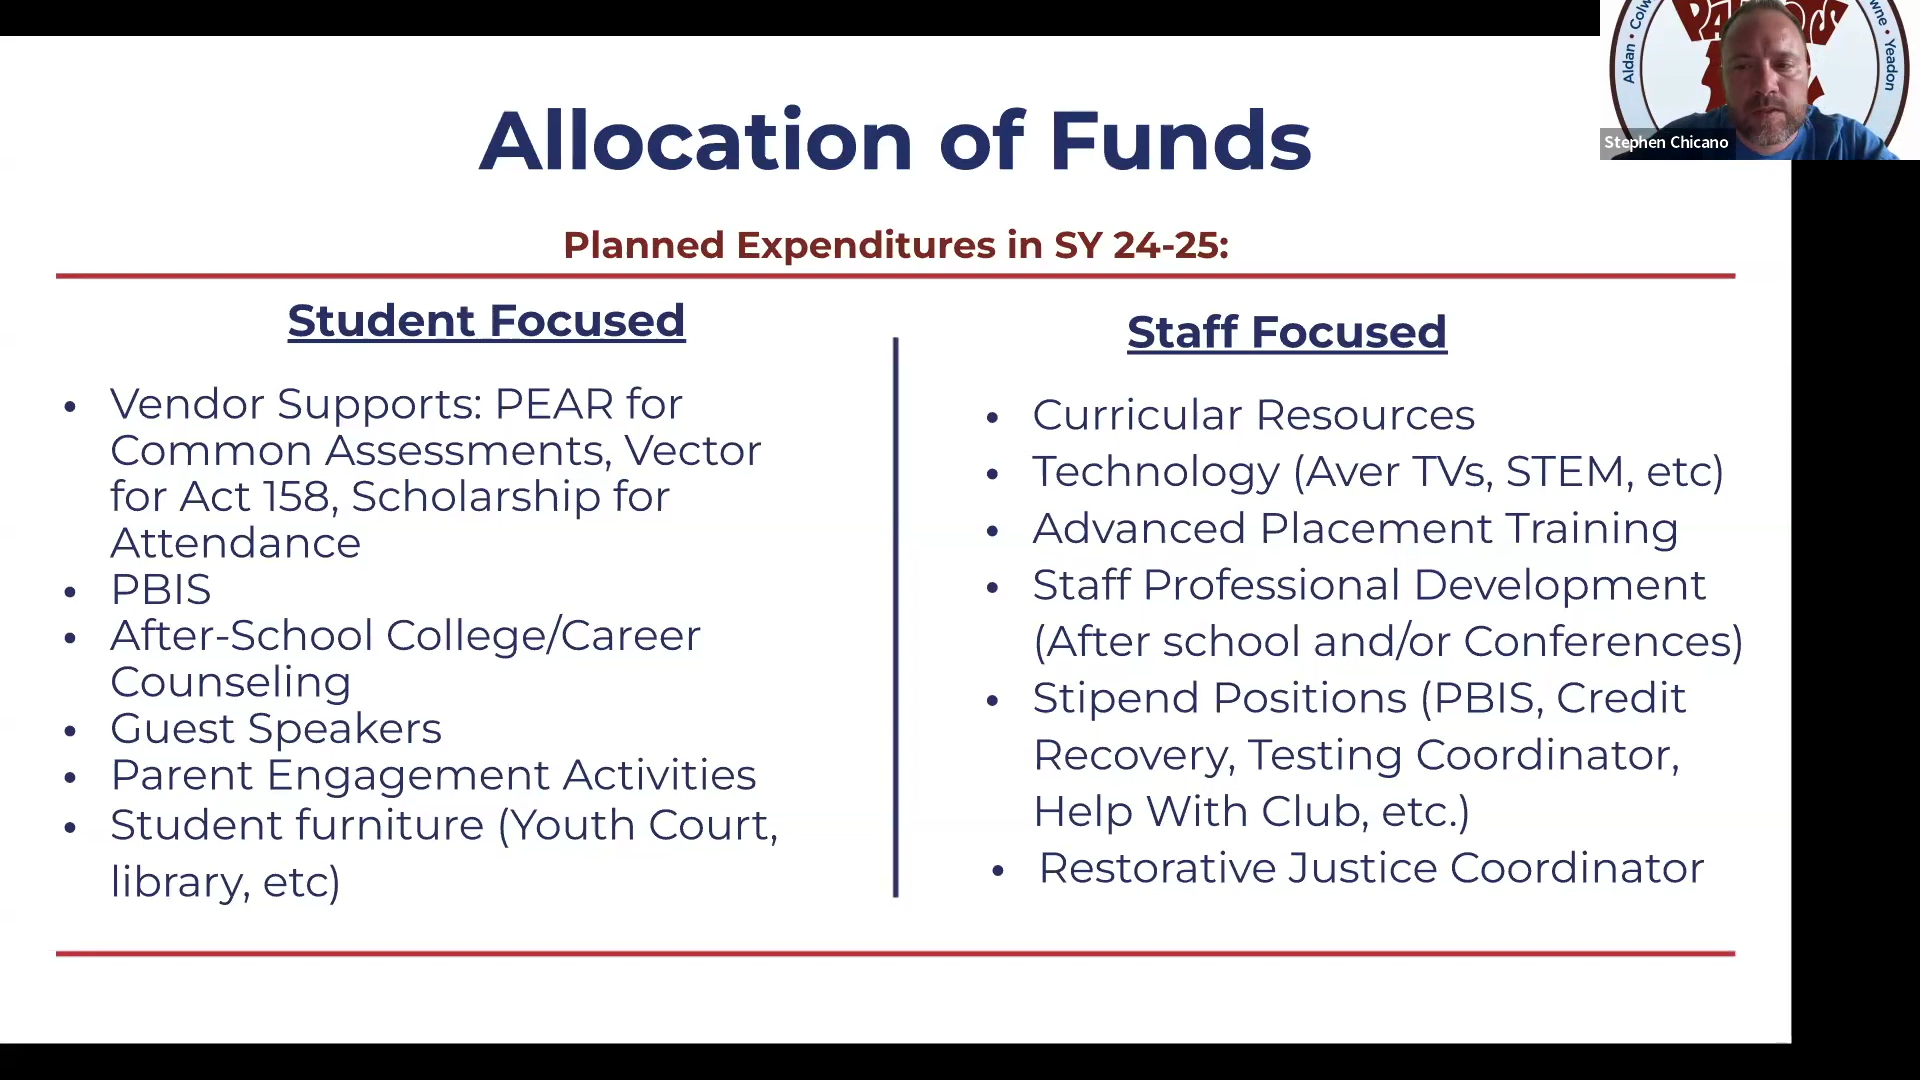 Allocation of Funds
Planned Expenditures in SY 24-25:
Student Focused
• Vendor Supports: PEAR for
Common Assessments, Vector
for Act 158, Scholarship for
Attendance
• PBIS
• After-School College/Career
Counseling
• Guest Speakers
• Parent Engagement Activities
• Student furniture (Youth Court,
library, etc)
Staff Focused
• Curricular Resources
• Technology (Aver TVs, STEM, etc)
• Advanced Placement Training
• Staff Professional Development
(After school and/or Conferences)
• Stipend Positions (PBIS, Credit
Recovery, Testing Coordinator,
Help With Club, etc.)
• Restorative Justice Coordinator
Aldan •
• Yeadon
Stephen Chicano